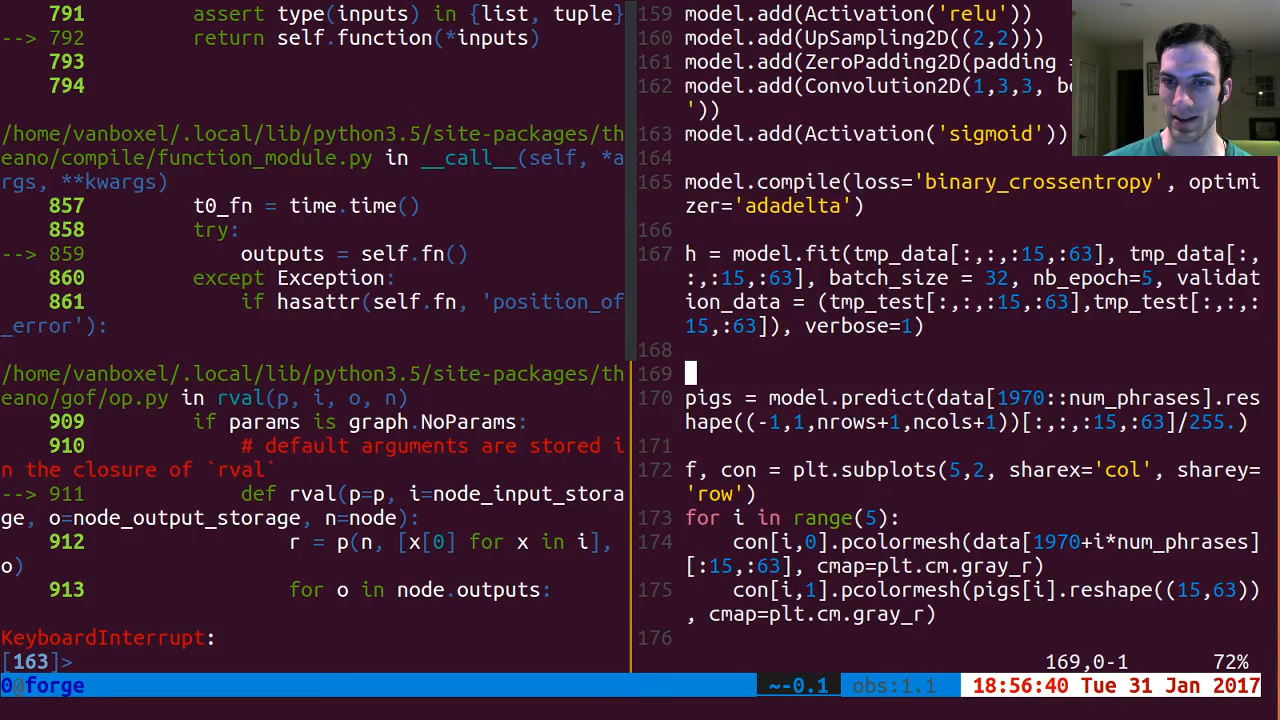 791         assert type(inputs) in {list, tuple}
--> 792         return self.function(*inputs)
793
794
/home/vanboxel/.local/lib/python3.5/site-packages/th
eano/compile/function_module.py in __call__(self, *a
rgs, **kwargs)
857         t0_fn = time.time()
858         try:
--> 859             outputs = self.fn()
860         except Exception:
861             if hasattr(self.fn, 'position_of
_error'):
/home/vanboxel/.local/lib/python3.5/site-packages/th
eano/gof/op.py in rval(p, i, o, n)
909         if params is graph.NoParams:
910             # default arguments are stored i
n the closure of `rval`
--> 911             def rval(p=p, i=node_input_stora
ge, o=node_output_storage, n=node):
912                 r = p(n, [x[0] for x in i],
o)
913                 for o in node.outputs:
KeyboardInterrupt:
[163]>
159 model.add(Activation('relu'))
160 model.add(UpSampling2D((2,2)))
161 model.add(ZeroPadding2D(padding =
162 model.add(Convolution2D(1,3,3,
'))
163 model.add(Activation('sigmoid'))
164
165 model.compile(loss='binary_crossentropy', optimi
zer='adadelta')
166
167 h = model.fit(tmp_data[:,:,:15,:63], tmp_data[:,
:,:15,:63], batch_size = 32, nb_epoch=5, validat
ion_data = (tmp_test[:,:,:15,:63],tmp_test[:,:,:
15,:63]), verbose=1)
168
169
170 pigs = model.predict(data[1970::num_phrases].res
hape((-1,1,nrows+1,ncols+1))[:,:,:15,:63]/255.)
171
172 f, con = plt.subplots(5,2, sharex='col', sharey=
'row')
173 for i in range(5):
174     con[i,0].pcolormesh(data[1970+i*num_phrases]
[:15,:63], cmap=plt.cm.gray_r)
175     con[i,1].pcolormesh(pigs[i].reshape((15,63))
, cmap=plt.cm.gray_r)
176
169,0-1 72%
0@forge ~-0.1 obs:1.1 18:56:40 Tue 31 Jan 2017